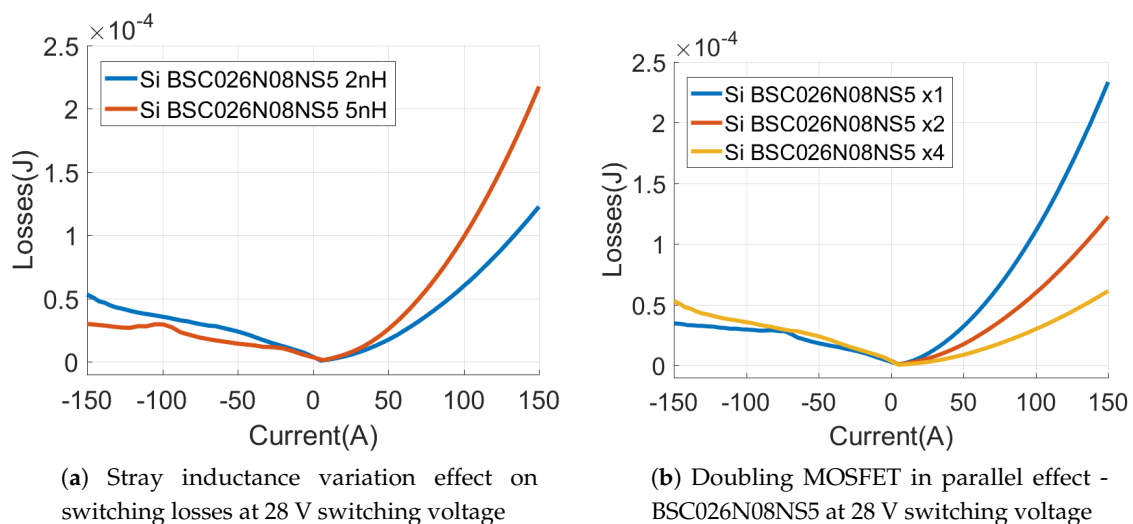 ×10⁻⁴
2.5
2
1.5
1
0.5
0
Losses(J)
Si BSC026N08NS5 2nH
Si BSC026N08NS5 5nH
-150 -100 -50 0 50 100 150
Current(A)
(a) Stray inductance variation effect on
switching losses at 28 V switching voltage
×10⁻⁴
2.5
2
1.5
1
0.5
0
Losses(J)
Si BSC026N08NS5 x1
Si BSC026N08NS5 x2
Si BSC026N08NS5 x4
-150 -100 -50 0 50 100 150
Current(A)
(b) Doubling MOSFET in parallel effect -
BSC026N08NS5 at 28 V switching voltage